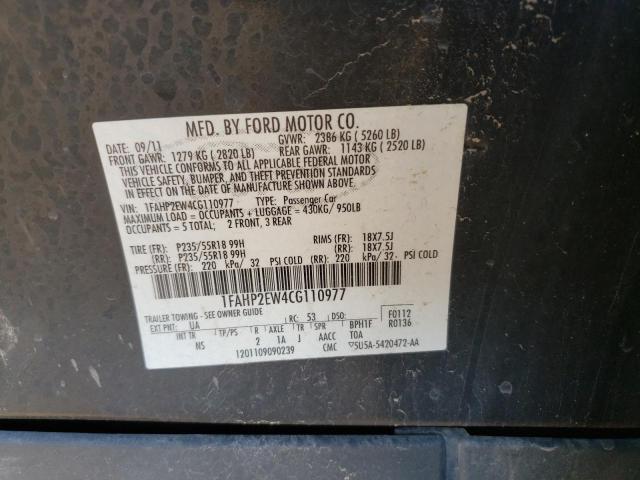 MFD. BY FORD MOTOR CO.
DATE: 09/11 GVWR: 2386 KG ( 5260 LB)
FRONT GAWR: 1279 KG ( 2820 LB) REAR GAWR: 1143 KG ( 2520 LB)
THIS VEHICLE CONFORMS TO ALL APPLICABLE FEDERAL MOTOR
VEHICLE SAFETY, BUMPER, AND THEFT PREVENTION STANDARDS
IN EFFECT ON THE DATE OF MANUFACTURE SHOWN ABOVE.
VIN: 1FAHP2EW4CG110977 TYPE: Passenger Car
MAXIMUM LOAD = OCCUPANTS + LUGGAGE = 430KG/ 950LB
OCCUPANTS = 5 TOTAL; 2 FRONT, 3 REAR
TIRE (FR): P235/55R18 99H RIMS (FR): 18X7.5J
(RR): P235/55R18 99H (RR): 18X7.5J
PRESSURE (FR): 220 kPa/ 32 PSI COLD (RR): 220 kPa/ 32 PSI COLD
1FAHP2EW4CG110977
TRAILER TOWING - SEE OWNER GUIDE
EXT PNT: UA RC: 53 DSO: F0112
INT TR TP/PS R AXLE TR SPR BPH1F R0136
NS 2 1A J AACC TOA
1201109090239 CMC 5U5A-5420472-AA